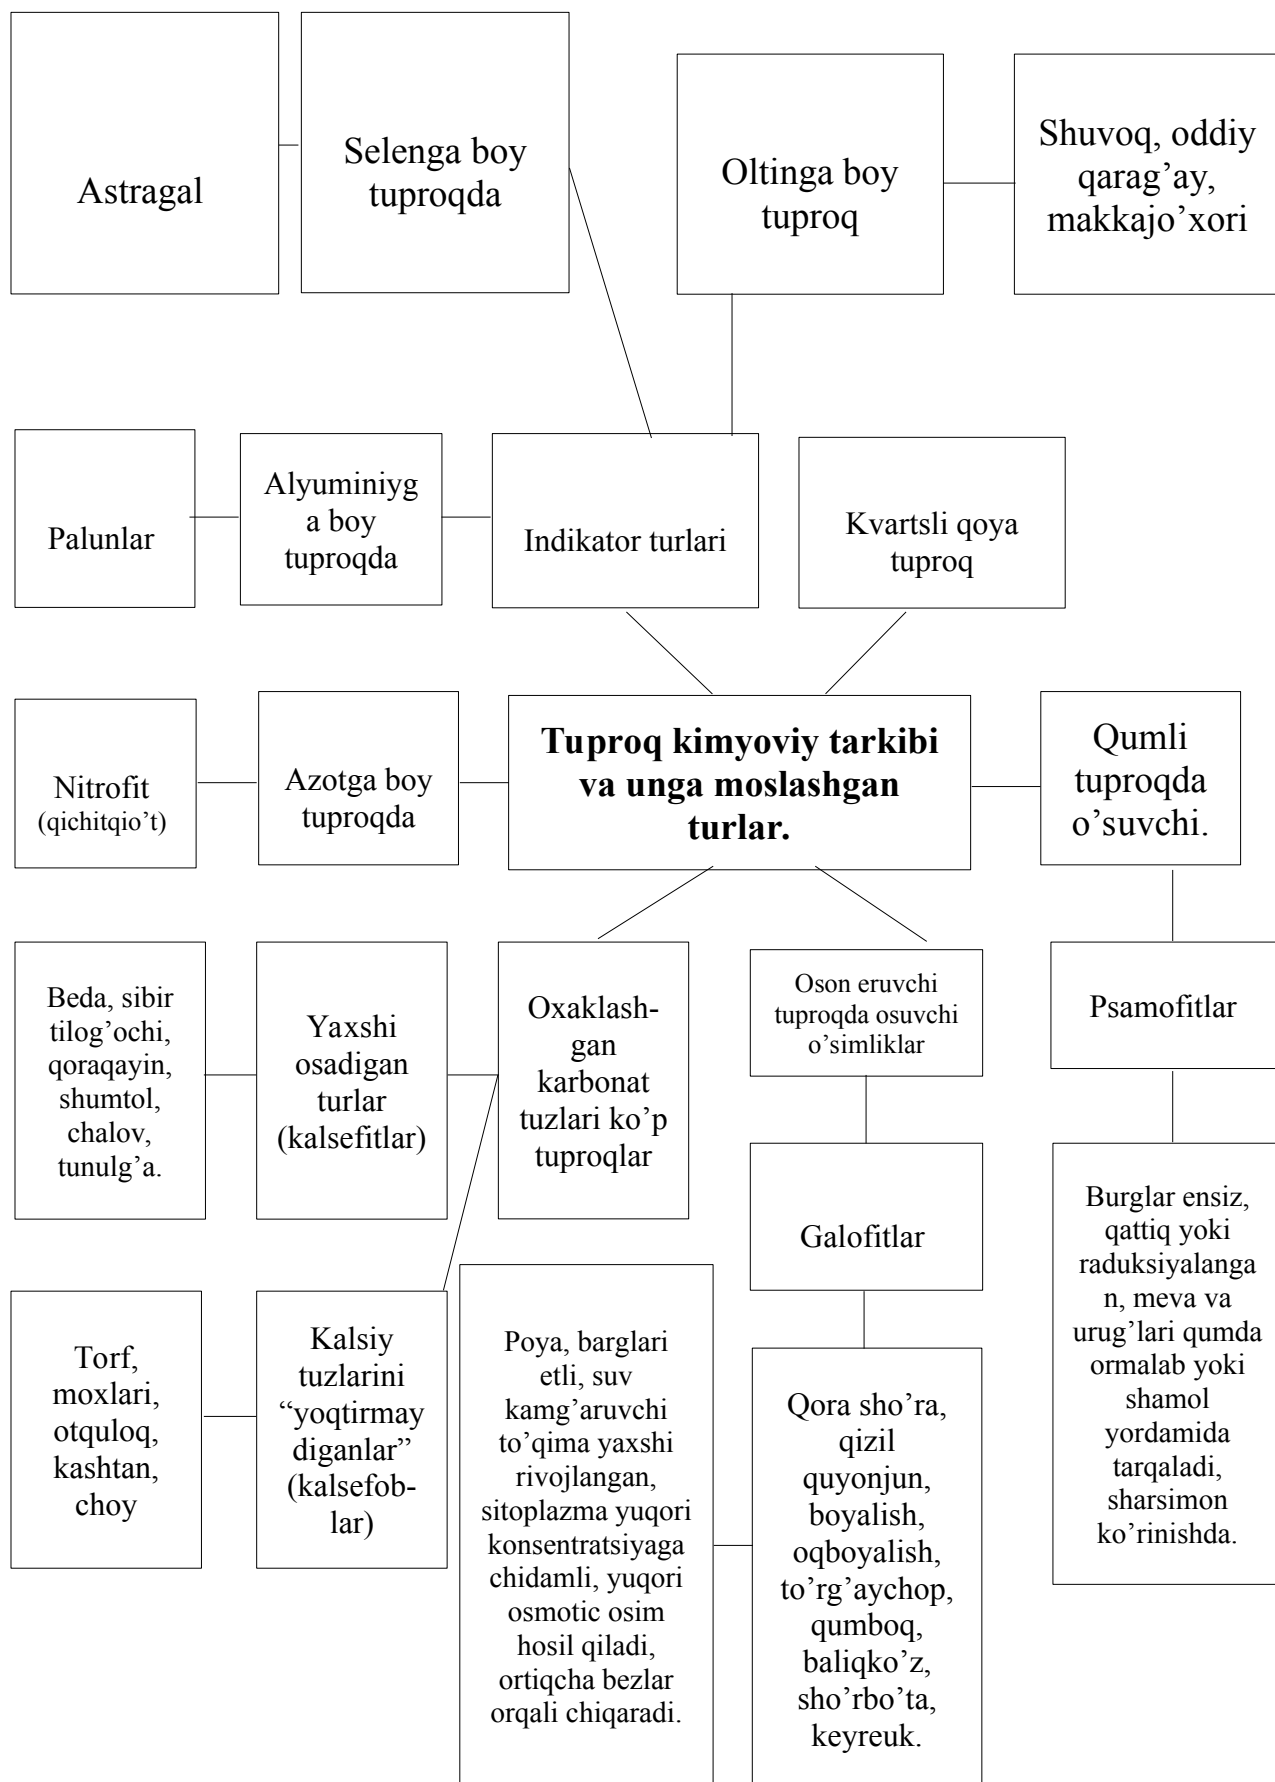 Astragal
Selenga boy
tuproqda
Oltinga boy
tuproq
Shuvoq, oddiy
qarag’ay,
makkajo’xori
Palunlar
Alyuminiyg
a boy
tuproqda
Indikator turlari
Kvartsli qoya
tuproq
Nitrofit
(qichitqio’t)
Azotga boy
tuproqda
Tuproq kimyoviy tarkibi
va unga moslashgan
turlar.
Qumli
tuproqda
o’suvchi.
Beda, sibir
tilog’ochi,
qoraqayin,
shumtol,
chalov,
tunulg’a.
Yaxshi
osadigan
turlar
(kalsefitlar)
Oxaklash-
gan
karbonat
tuzlari ko’p
tuproqlar
Oson eruvchi
tuproqda osuvchi
o’simliklar
Psamofitlar
Galofitlar
Burglar ensiz,
qattiq yoki
raduksiyalanga
n, meva va
urug’lari qumda
ormalab yoki
shamol
yordamida
tarqaladi,
sharsimon
ko’rinishda.
Torf,
moxlari,
otquloq,
kashtan,
choy
Kalsiy
tuzlarini
“yoqtirmay
diganlar”
(kalsefob-
lar)
Poya, barglari
etli, suv
kamg’aruvchi
to’qima yaxshi
rivojlangan,
sitoplazma yuqori
konsentratsiyaga
chidamli, yuqori
osmotic osim
hosil qiladi,
ortiqcha bezlar
orqali chiqaradi.
Qora sho’ra,
qizil
quyonjun,
boyalish,
oqboyalish,
to’rg’aychop,
qumboq,
baliqko’z,
sho’rbo’ta,
keyreuk.